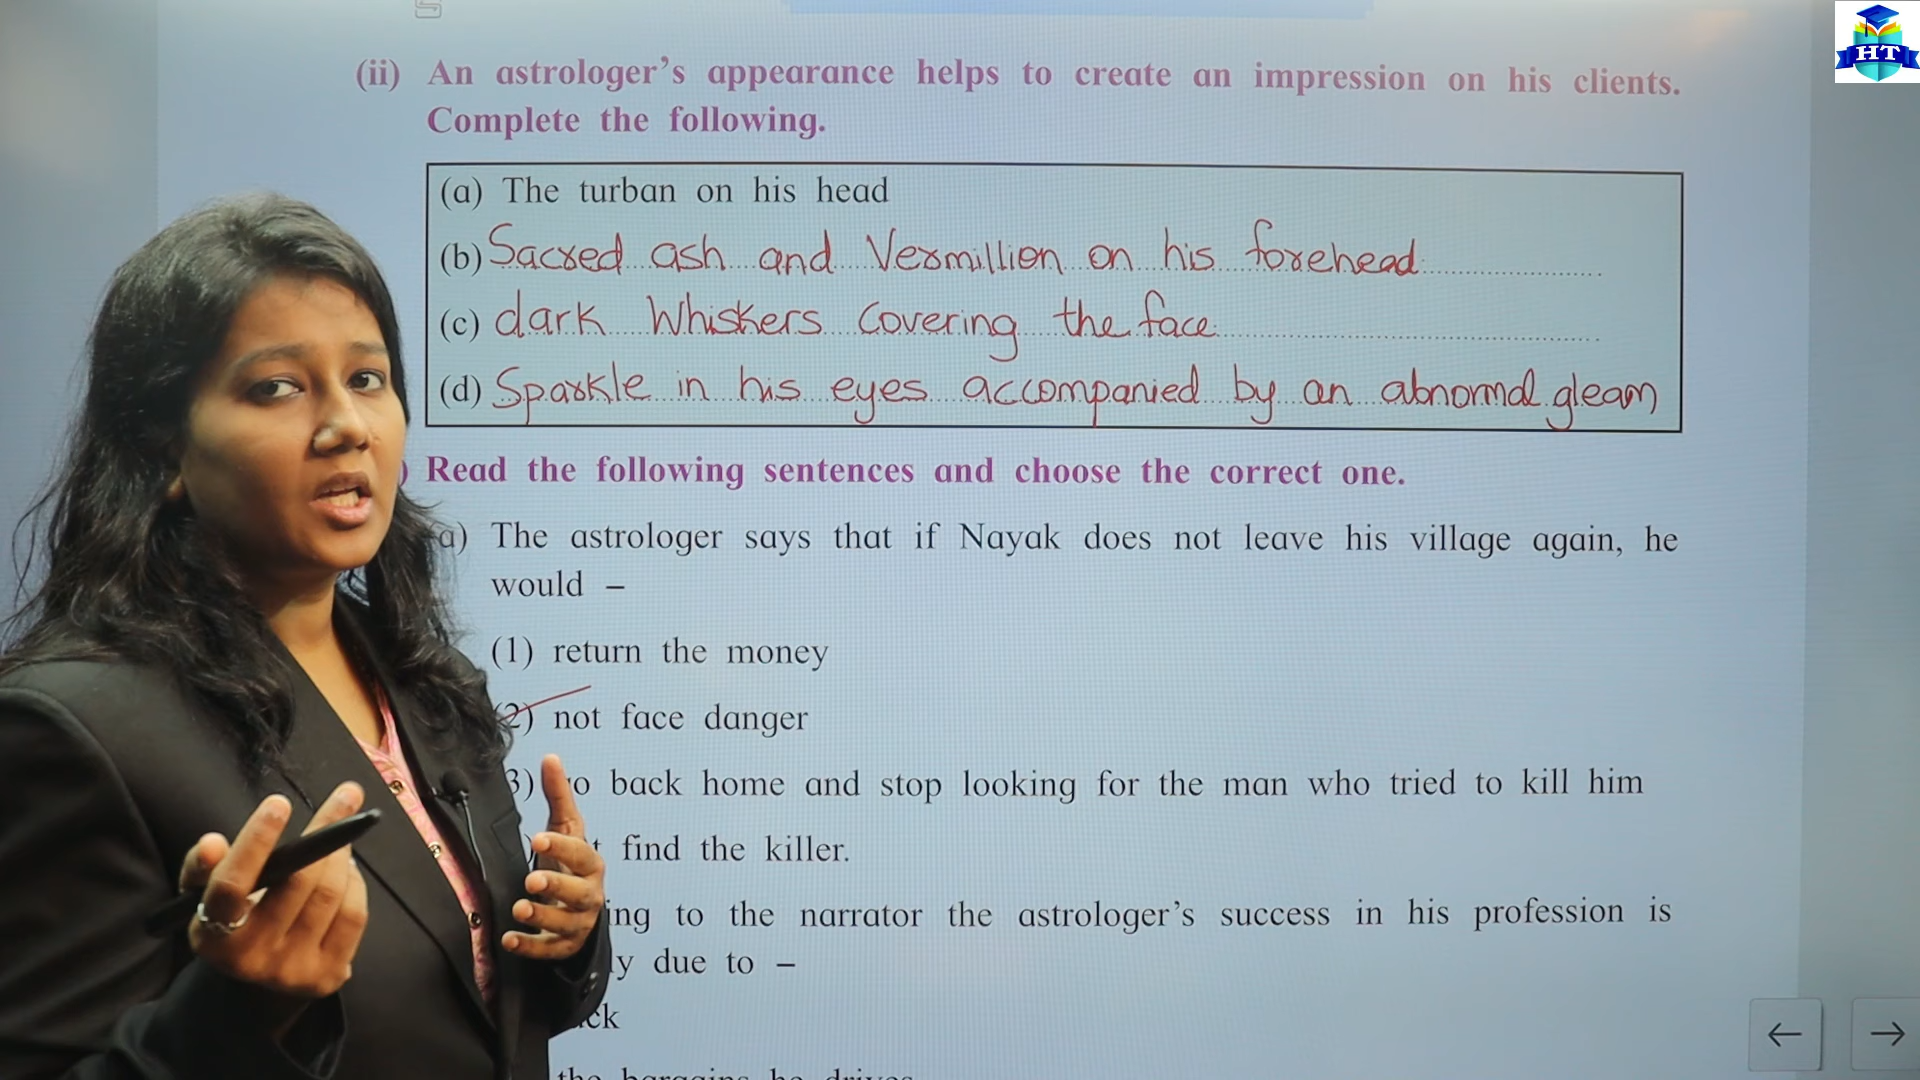 HT
(ii) An astrologer's appearance helps to create an impression on his clients.
Complete the following.
(a) The turban on his head
(b) Sacred ash and Vermillion on his forehead
(c) dark Whiskers Covering the face
(d) Sparkle in his eyes accompanied by an abnormal gleam
) Read the following sentences and choose the correct one.
a) The astrologer says that if Nayak does not leave his village again, he
would –
(1) return the money
(2) not face danger
3) back home and stop looking for the man who tried to kill him
find the killer.
to the narrator the astrologer's success in his profession is
due to –
the bargains he drives